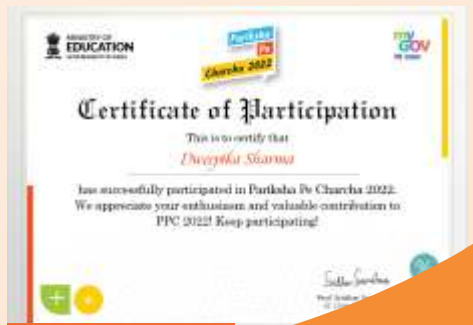 MINISTRY OF
EDUCATION
Pariksha
Pe
Charcha 2022
my
GOV
Certificate of Participation
This is to certify that
Sharma
has successfully participated in Pariksha Pe Charcha 2022.
We appreciate your enthusiasm and valuable contribution to
PPC 2022! Keep participating!